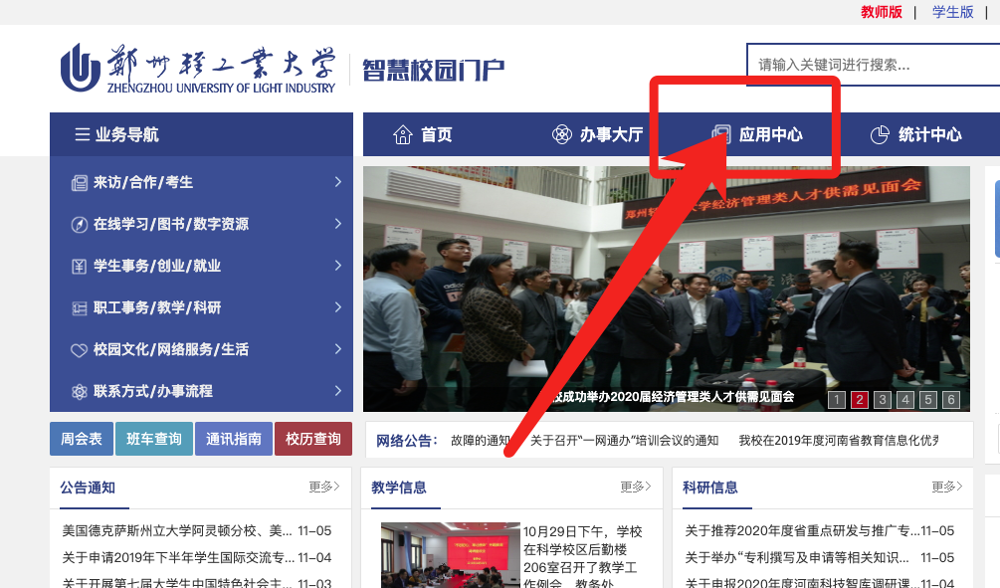 教师版 | 学生版 |
郑州轻工业大学
ZHENGZHOU UNIVERSITY OF LIGHT INDUSTRY
智慧校园门户
请输入关键词进行搜索...
业务导航
首页
办事大厅
应用中心
统计中心
来访/合作/考生
在线学习/图书/数字资源
学生事务/创业/就业
职工事务/教学/科研
校园文化/网络服务/生活
联系方式/办事流程
学经济管理类人才供需见面会
校成功举办2020届经济管理类人才供需见面会
1 2 3 4 5 6
周会表
班车查询
通讯指南
校历查询
网络公告:
故障的通知
关于召开“一网通办”培训会议的通知
我校在2019年度河南省教育信息化优秀
公告通知
更多>
美国德克萨斯州立大学阿灵顿分校、美... 11-05
关于申请2019年下半年学生国际交流专... 11-04
关于开展第七届大学生中国特色社会主... 11-03
教学信息
更多>
10月29日下午，学校
在科学校区后勤楼
206室召开了教学工
作例会，教务处
科研信息
更多>
关于推荐2020年度省重点研发与推广专... 11-05
关于举办“专利撰写及申请等相关知识... 11-05
关于申报2020年度河南科技智库调研课... 11-04